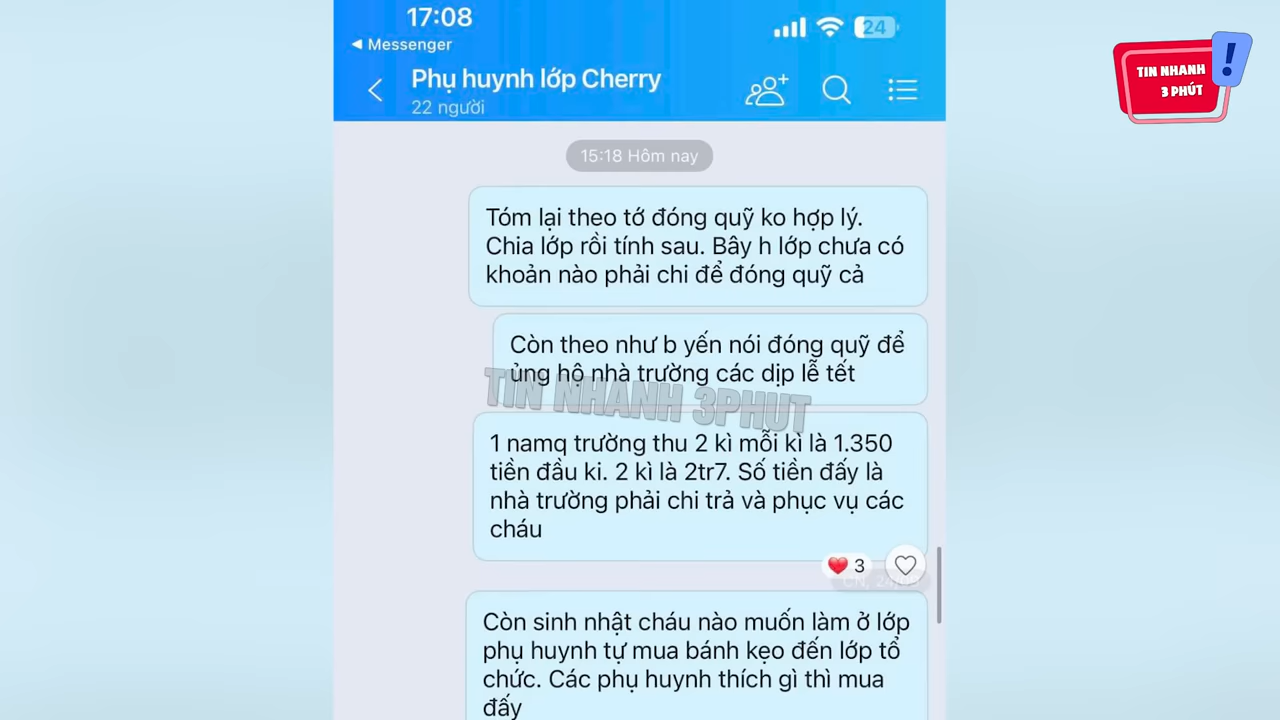 17:08
24
Messenger
Phụ huynh lớp Cherry
22 người
TIN NHANH
3 PHÚT
!
15:18 Hôm nay
Tóm lại theo tớ đóng quỹ ko hợp lý.
Chia lớp rồi tính sau. Bây h lớp chưa có
khoản nào phải chi để đóng quỹ cả
Còn theo như b yến nói đóng quỹ để
ủng hộ nhà trường các dịp lễ tết
TIN NHANH 3PHUT
1 namq trường thu 2 kì mỗi kì là 1.350
tiền đầu ki. 2 kì là 2tr7. Số tiền đấy là
nhà trường phải chi trả và phục vụ các
cháu
3
Còn sinh nhật cháu nào muốn làm ở lớp
phụ huynh tự mua bánh kẹo đến lớp tổ
chức. Các phụ huynh thích gì thì mua
đấy